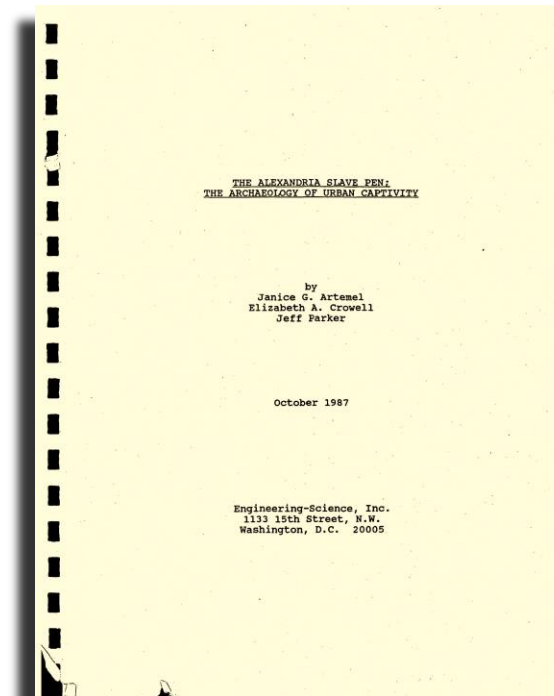 THE ALEXANDRIA SLAVE PEN:
THE ARCHAEOLOGY OF URBAN CAPTIVITY
by
Janice G. Artemel
Elizabeth A. Crowell
Jeff Parker
October 1987
Engineering-Science, Inc.
1133 15th Street, N.W.
Washington, D.C. 20005